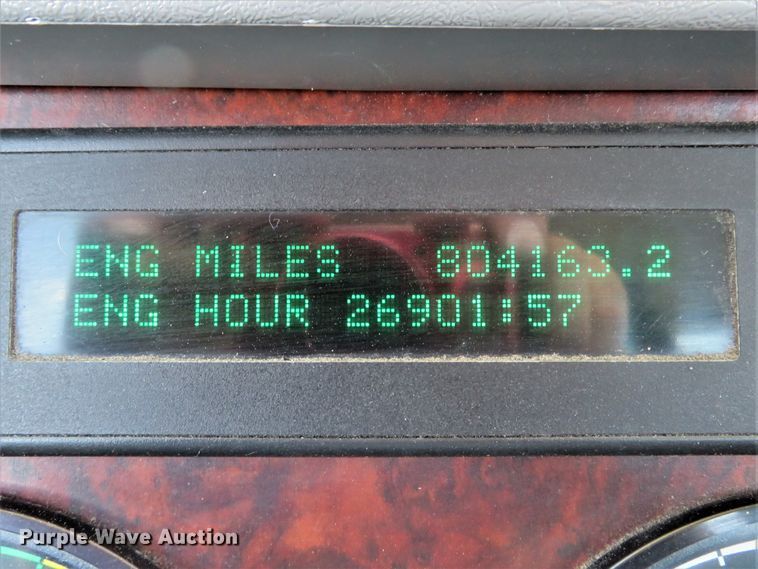 ENG MILES 804163.2
ENG HOUR 26901:57
Purple Wave Auction